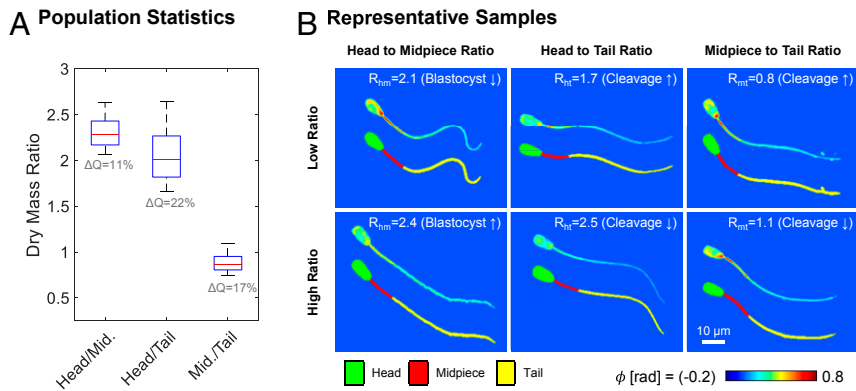 A Population Statistics
Dry Mass Ratio
3
2.5
2
1.5
1
0.5
ΔQ=11%
ΔQ=22%
ΔQ=17%
Head/Mid.
Head/Tail
Mid./Tail
B Representative Samples
Head to Midpiece Ratio
Head to Tail Ratio
Midpiece to Tail Ratio
Low Ratio
Rhm=2.1 (Blastocyst ↓)
Rht=1.7 (Cleavage ↑)
Rmt=0.8 (Cleavage ↑)
High Ratio
Rhm=2.4 (Blastocyst ↑)
Rht=2.5 (Cleavage ↓)
Rmt=1.1 (Cleavage ↓)
10 μm
Head
Midpiece
Tail
ϕ [rad] = (-0.2)
0.8